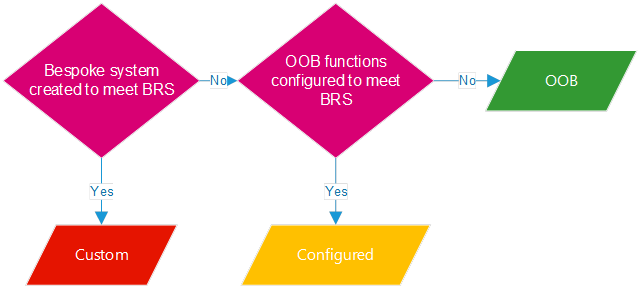 Bespoke system
created to meet BRS
No
OOB functions
configured to meet
BRS
No
OOB
Yes
Yes
Custom
Configured